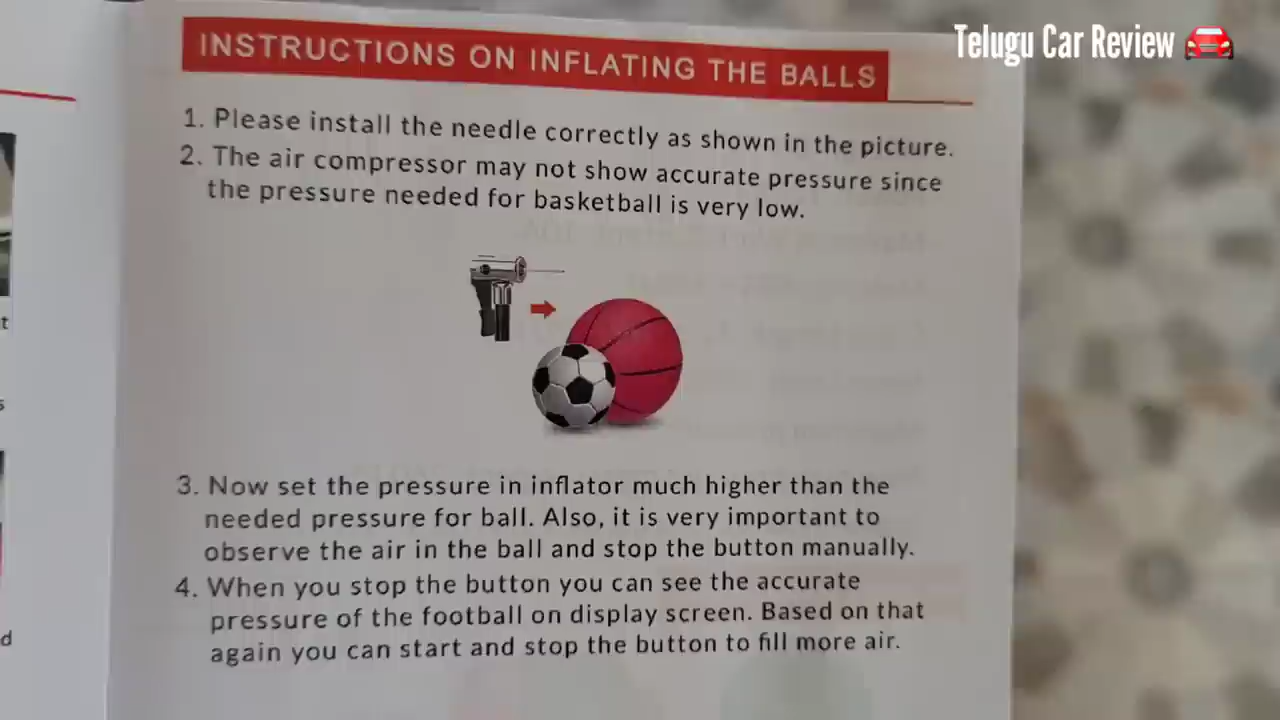 Telugu Car Review
INSTRUCTIONS ON INFLATING THE BALLS
1. Please install the needle correctly as shown in the picture.
2. The air compressor may not show accurate pressure since
the pressure needed for basketball is very low.
3. Now set the pressure in inflator much higher than the
needed pressure for ball. Also, it is very important to
observe the air in the ball and stop the button manually.
4. When you stop the button you can see the accurate
pressure of the football on display screen. Based on that
again you can start and stop the button to fill more air.
t
s
d